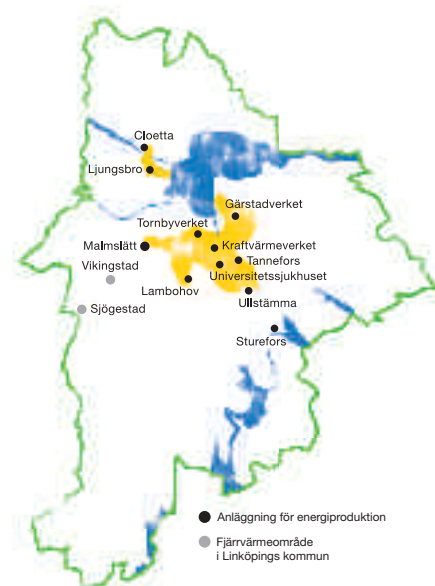 Cloetta
Ljungsbro
Gärstadverket
Tornbyverket
Malmslätt
Kraftvärmeverket
Vikingstad
Tannefors
Universitetssjukhuset
Lambohov
Ullstämma
Sjögestad
Sturefors
Anläggning för energiproduktion
Fjärrvärmeområde
i Linköpings kommun